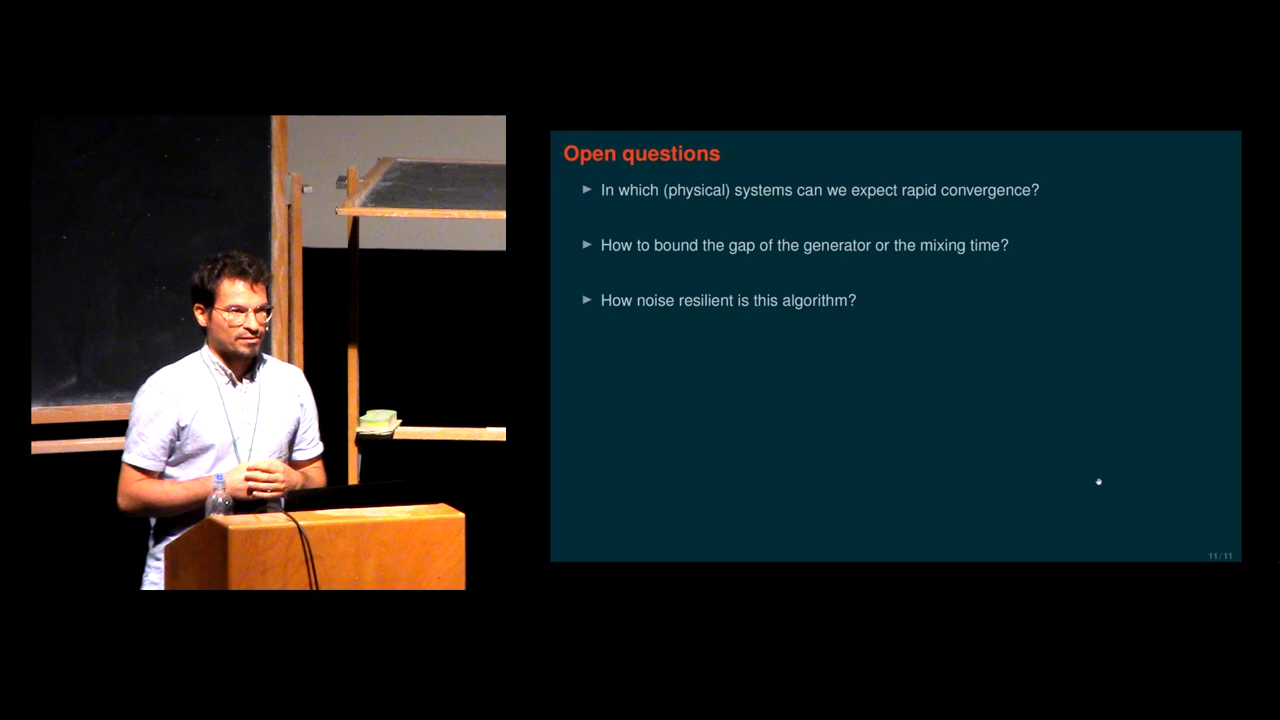 Open questions
In which (physical) systems can we expect rapid convergence?
How to bound the gap of the generator or the mixing time?
How noise resilient is this algorithm?
11/11